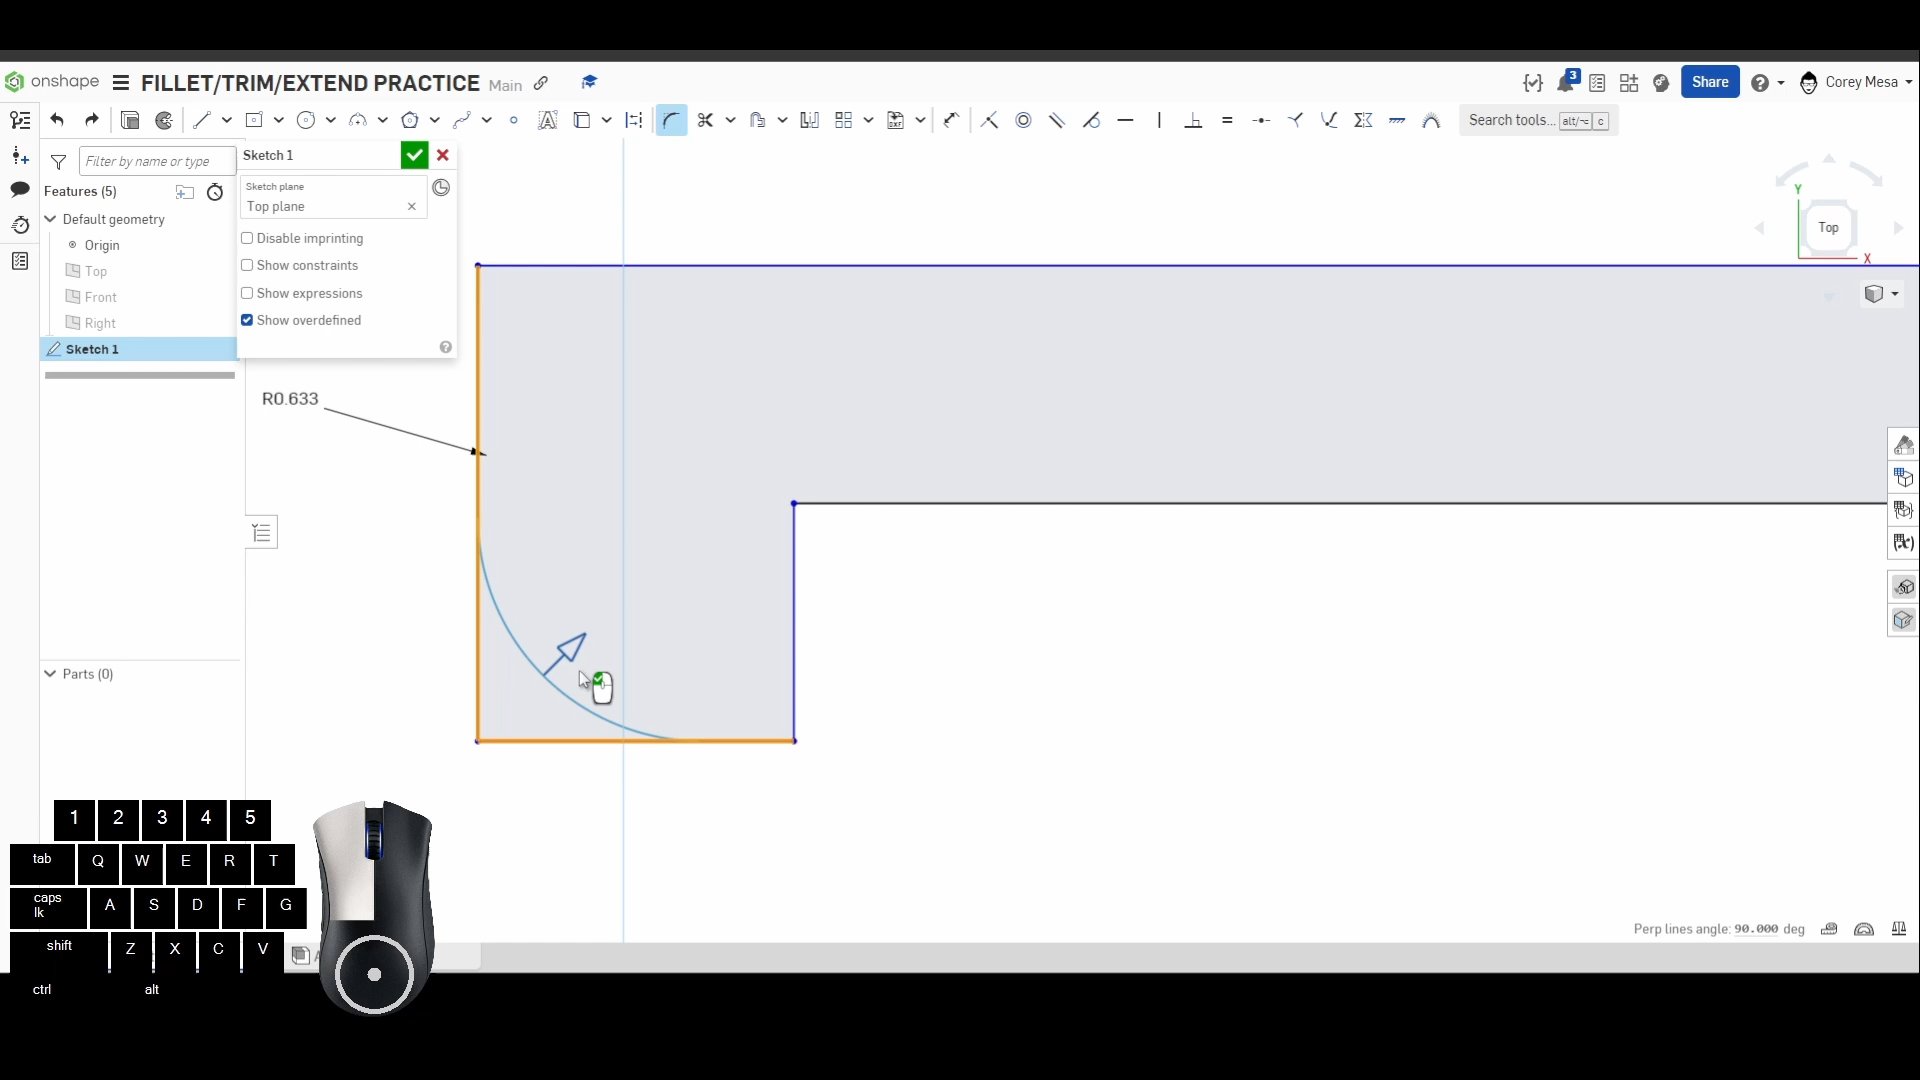 onshape FILLET/TRIM/EXTEND PRACTICE Main 3 Share Corey Mesa
Search tools... alt/⌥ c
Filter by name or type
Features (5)
Default geometry
Origin
Top
Front
Right
Sketch 1
Parts (0)
Sketch 1
Sketch plane
Top plane
Disable imprinting
Show constraints
Show expressions
Show overdefined
R0.633
Y
Top
X
(x)
Perp lines angle: 90.000 deg
1 2 3 4 5
tab Q W E R T
caps
lk A S D F G
shift Z X C V
ctrl alt